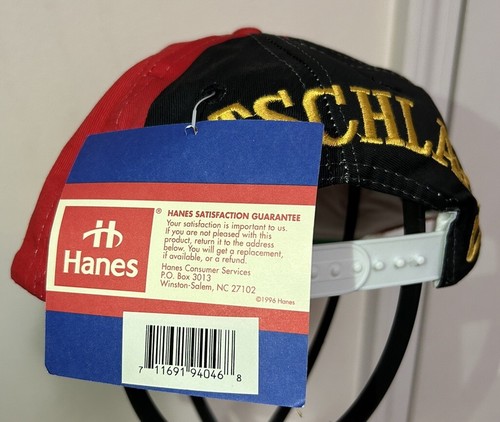 TSCHLA
HANES SATISFACTION GUARANTEE
Your satisfaction is important to us.
If you are not pleased with this
product, return it to the address
below. You will get a replacement,
if available, or a refund.
Hanes Consumer Services
P.O. Box 3013
Winston-Salem, NC 27102
©1996 Hanes
H
®
Hanes
7 11691 94046 8